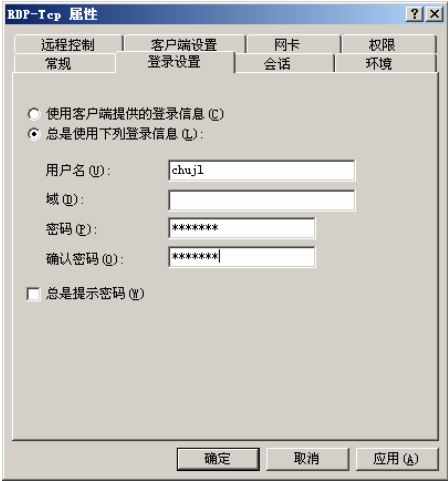 RDP-Tcp 属性
远程控制 客户端设置 网卡 权限
常规 登录设置 会话 环境
使用客户端提供的登录信息(C)
总是使用下列登录信息(L):
用户名(U): chujl
域(D):
密码(P): *******
确认密码(O): *******
总是提示密码(W)
确定 取消 应用(A)